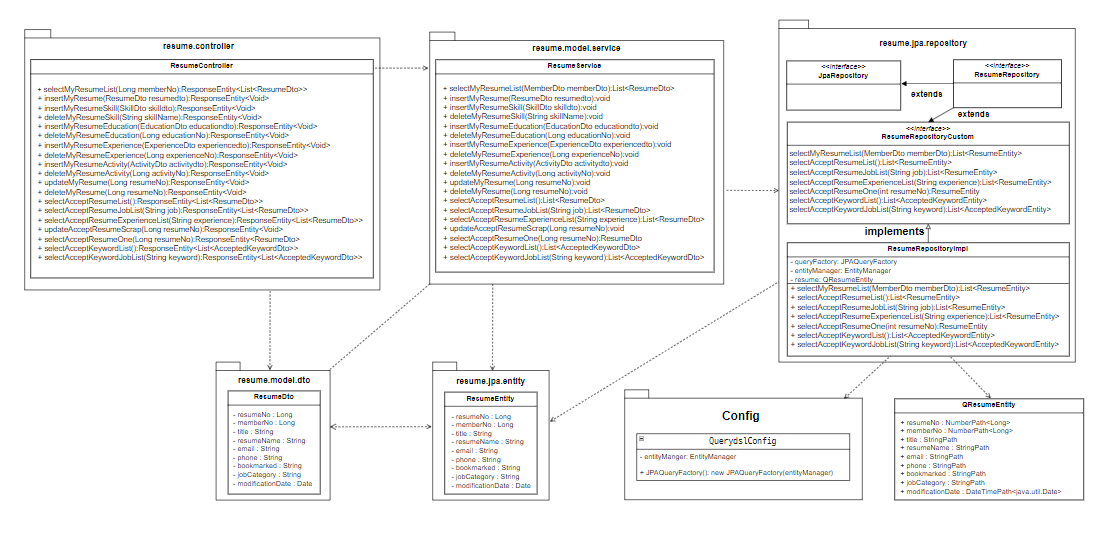 resume.controller
ResumeController
+ selectMyResumeList(Long memberNo):ResponseEntity<List<ResumeDto>>
+ insertMyResume(ResumeDto resumedto):ResponseEntity<Void>
+ insertMyResumeSkill(SkillDto skilldto):ResponseEntity<Void>
+ deleteMyResumeSkill(String skillName):ResponseEntity<Void>
+ insertMyResumeEducation(EducationDto educationdto):ResponseEntity<Void>
+ deleteMyResumeEducation(Long educationNo):ResponseEntity<Void>
+ insertMyResumeExperience(ExperienceDto experiencedto):ResponseEntity<Void>
+ deleteMyResumeExperience(Long experienceNo):ResponseEntity<Void>
+ insertMyResumeActivity(ActivityDto activitydto):ResponseEntity<Void>
+ deleteMyResumeActivity(Long activityNo):ResponseEntity<Void>
+ updateMyResume(Long resumeNo):ResponseEntity<Void>
+ deleteMyResume(Long resumeNo):ResponseEntity<Void>
+ selectAcceptResumeList():ResponseEntity<List<ResumeDto>>
+ selectAcceptResumeJobList(String job):ResponseEntity<List<ResumeDto>>
+ selectAcceptResumeExperienceList(String experience):ResponseEntity<List<ResumeDto>>
+ updateAcceptResumeScrap(Long resumeNo):ResponseEntity<Void>
+ selectAcceptResumeOne(Long resumeNo):ResponseEntity<ResumeDto>
+ selectAcceptKeywordList():ResponseEntity<List<AcceptedKeywordDto>>
+ selectAcceptKeywordJobList(String keyword):ResponseEntity<List<AcceptedKeywordDto>>
resume.model.service
ResumeService
+ selectMyResumeList(MemberDto memberDto):List<ResumeDto>
+ insertMyResume(ResumeDto resumedto):void
+ insertMyResumeSkill(SkillDto skilldto):void
+ deleteMyResumeSkill(String skillName):void
+ insertMyResumeEducation(EducationDto educationdto):void
+ deleteMyResumeEducation(Long educationNo):void
+ insertMyResumeExperience(ExperienceDto experiencedto):void
+ deleteMyResumeExperience(Long experienceNo):void
+ insertMyResumeActivity(ActivityDto activitydto):void
+ deleteMyResumeActivity(Long activityNo):void
+ updateMyResume(Long resumeNo):void
+ deleteMyResume(Long resumeNo):void
+ selectAcceptResumeList():List<ResumeDto>
+ selectAcceptResumeJobList(String job):List<ResumeDto>
+ selectAcceptResumeExperienceList(String experience):List<ResumeDto>
+ updateAcceptResumeScrap(Long resumeNo):void
+ selectAcceptResumeOne(Long resumeNo):ResumeDto
+ selectAcceptKeywordList():List<AcceptedKeywordDto>
+ selectAcceptKeywordJobList(String keyword):List<AcceptedKeywordDto>
resume.jpa.repository
<<interface>>
JpaRepository
<<interface>>
ResumeRepository
extends
extends
<<interface>>
ResumeRepositoryCustom
selectMyResumeList(MemberDto memberDto):List<ResumeEntity>
selectAcceptResumeList():List<ResumeEntity>
selectAcceptResumeJobList(String job):List<ResumeEntity>
selectAcceptResumeExperienceList(String experience):List<ResumeEntity>
selectAcceptResumeOne(int resumeNo):ResumeEntity
selectAcceptKeywordList():List<AcceptedKeywordEntity>
selectAcceptKeywordJobList(String keyword):List<AcceptedKeywordEntity>
implements
ResumeRepositoryImpl
- queryFactory: JPAQueryFactory
- entityManager: EntityManager
- resume: QResumeEntity
+ selectMyResumeList(MemberDto memberDto):List<ResumeEntity>
+ selectAcceptResumeList():List<ResumeEntity>
+ selectAcceptResumeJobList(String job):List<ResumeEntity>
+ selectAcceptResumeExperienceList(String experience):List<ResumeEntity>
+ selectAcceptResumeOne(int resumeNo):ResumeEntity
+ selectAcceptKeywordList():List<AcceptedKeywordEntity>
+ selectAcceptKeywordJobList(String keyword):List<AcceptedKeywordEntity>
resume.model.dto
ResumeDto
- resumeNo : Long
- memberNo : Long
- title : String
- resumeName : String
- email : String
- phone : String
- bookmarked : String
- jobCategory : String
- modificationDate : Date
resume.jpa.entity
ResumeEntity
- resumeNo : Long
- memberNo : Long
- title : String
- resumeName : String
- email : String
- phone : String
- bookmarked : String
- jobCategory : String
- modificationDate : Date
Config
QuerydslConfig
- entityManger: EntityManager
+ JPAQueryFactory(): new JPAQueryFactory(entityManager)
QResumeEntity
+ resumeNo : NumberPath<Long>
+ memberNo : NumberPath<Long>
+ title : StringPath
+ resumeName : StringPath
+ email : StringPath
+ phone : StringPath
+ bookmarked : StringPath
+ jobCategory : StringPath
+ modificationDate : DateTimePath<java.util.Date>